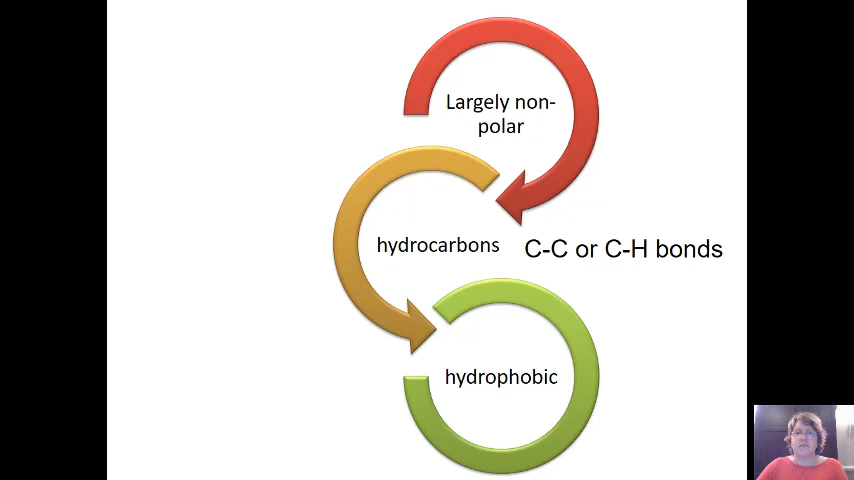 Largely non-
polar
hydrocarbons
C-C or C-H bonds
hydrophobic